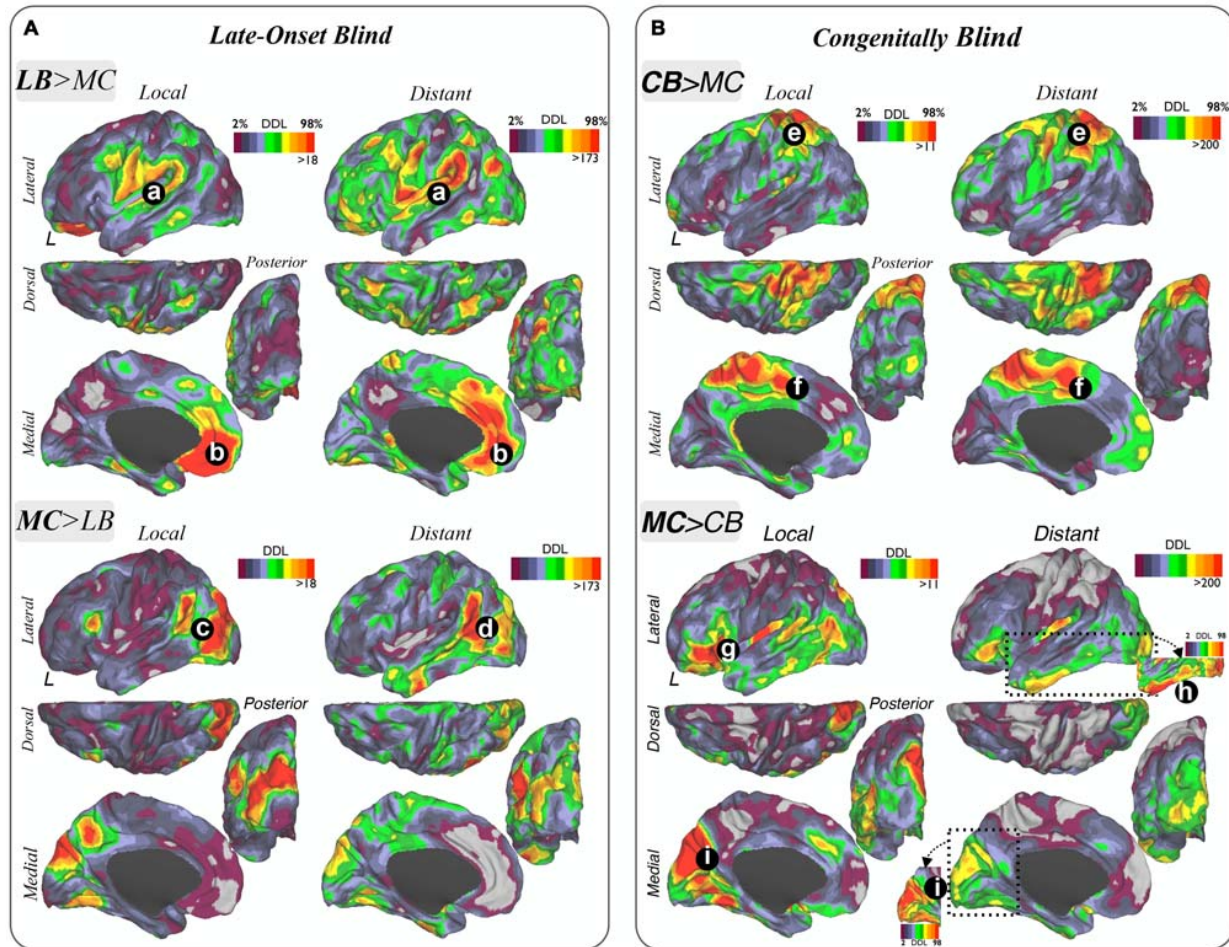 A
Late-Onset Blind
LB>MC
Local
Distant
2% DDL 98%
>18
2% DDL 98%
>173
Lateral
a
a
L
Dorsal
Posterior
Medial
b
b
MC>LB
Local
Distant
DDL
>18
DDL
>173
Lateral
c
d
L
Dorsal
Posterior
Medial
B
Congenitally Blind
CB>MC
Local
Distant
2% DDL 98%
>11
2% DDL 98%
>200
Lateral
e
e
L
Dorsal
Posterior
Medial
f
f
MC>CB
Local
Distant
DDL
>11
DDL
>200
Lateral
g
2 DDL 98
h
L
Dorsal
Posterior
Medial
i
i
2 DDL 98